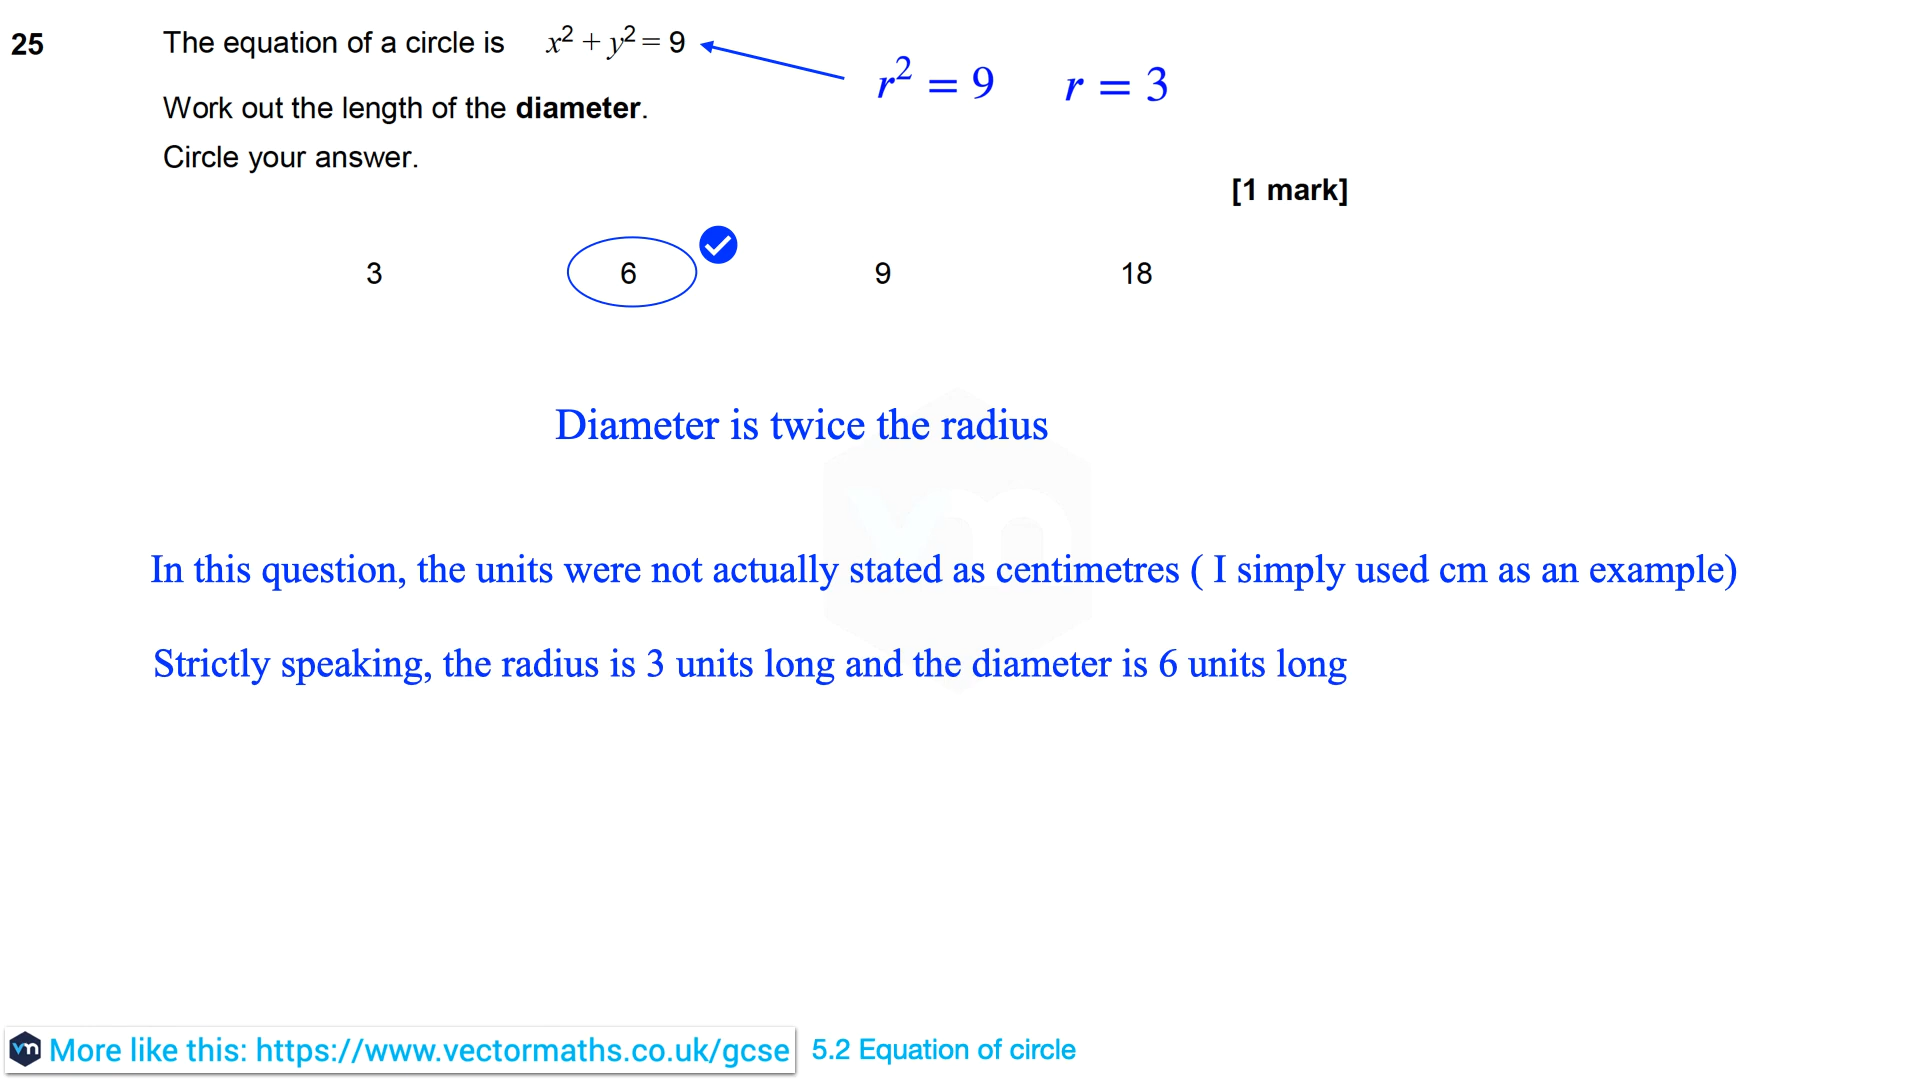 25 The equation of a circle is x² + y² = 9
r² = 9 r = 3
Work out the length of the diameter.
Circle your answer.
[1 mark]
3 6 9 18
Diameter is twice the radius
In this question, the units were not actually stated as centimetres ( I simply used cm as an example)
Strictly speaking, the radius is 3 units long and the diameter is 6 units long
vm More like this: https://www.vectormaths.co.uk/gcse 5.2 Equation of circle